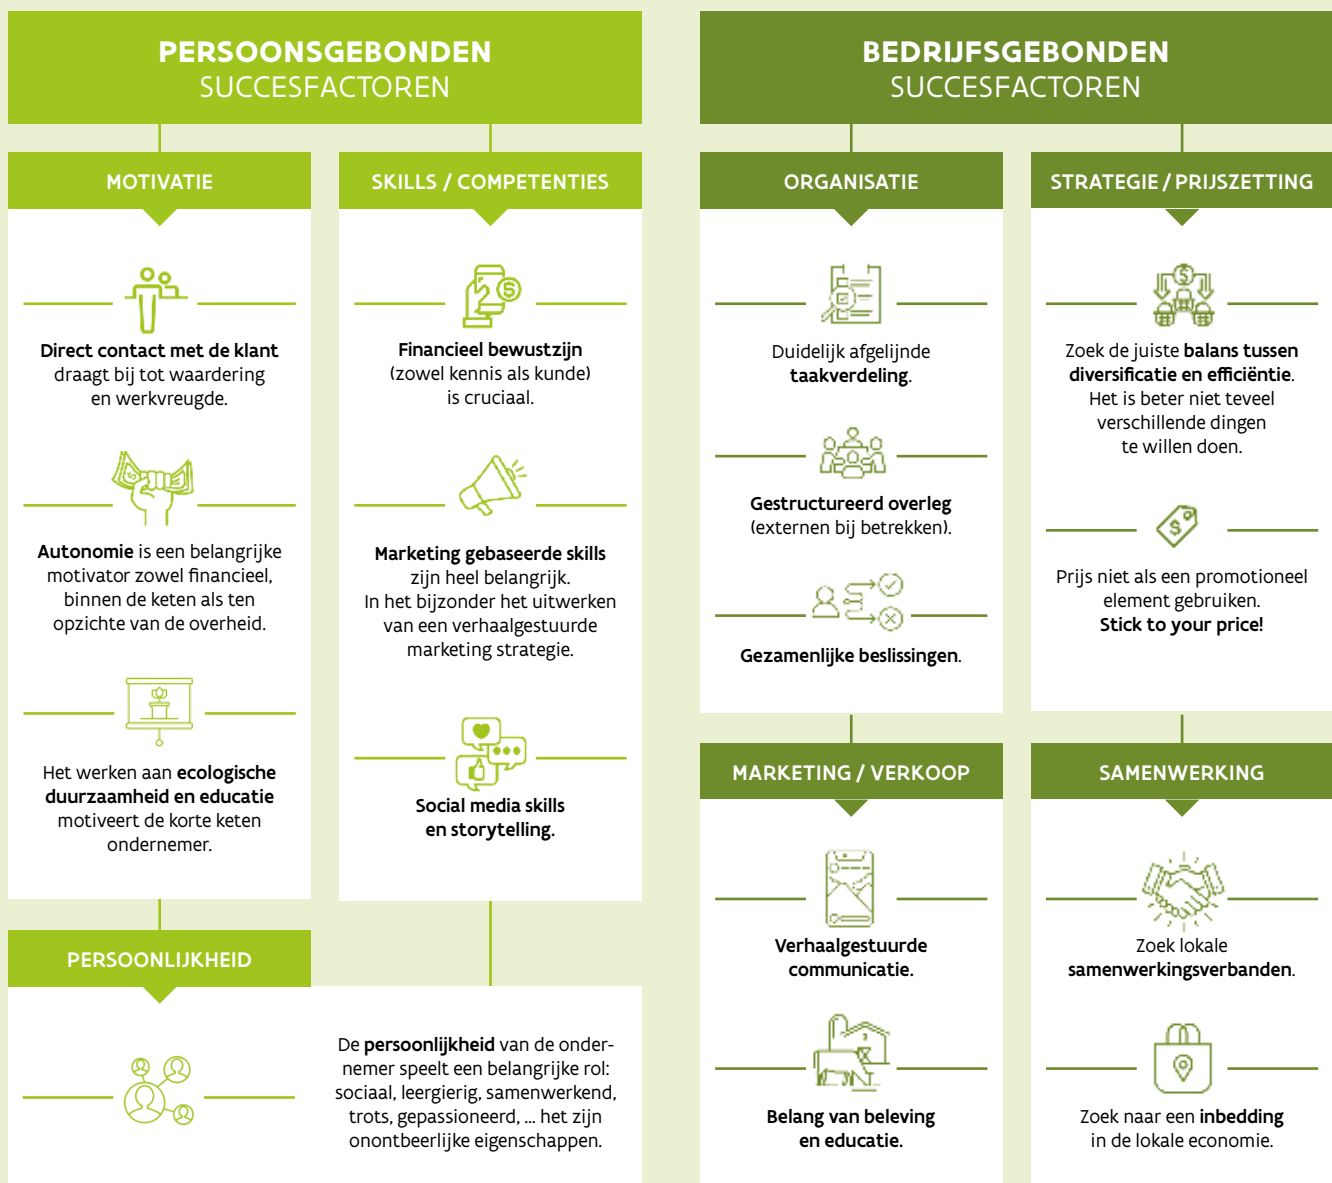 PERSOONSGEBONDEN
SUCCESFACTOREN
MOTIVATIE
Direct contact met de klant
draagt bij tot waardering
en werkvreugde.
Autonomie is een belangrijke
motivator zowel financieel,
binnen de keten als ten
opzichte van de overheid.
Het werken aan ecologische
duurzaamheid en educatie
motiveert de korte keten
ondernemer.
SKILLS / COMPETENTIES
Financieel bewustzijn
(zowel kennis als kunde)
is cruciaal.
Marketing gebaseerde skills
zijn heel belangrijk.
In het bijzonder het uitwerken
van een verhaalgestuurde
marketing strategie.
Social media skills
en storytelling.
PERSOONLIJKHEID
De persoonlijkheid van de onder-
nemer speelt een belangrijke rol:
sociaal, leergierig, samenwerkend,
trots, gepassioneerd, ... het zijn
onontbeerlijke eigenschappen.
BEDRIJFSGEBONDEN
SUCCESFACTOREN
ORGANISATIE
Duidelijk afgelijnde
taakverdeling.
Gestructureerd overleg
(externen bij betrekken).
Gezamenlijke beslissingen.
STRATEGIE / PRIJSZETTING
Zoek de juiste balans tussen
diversificatie en efficiëntie.
Het is beter niet teveel
verschillende dingen
te willen doen.
Prijs niet als een promotioneel
element gebruiken.
Stick to your price!
MARKETING / VERKOOP
Verhaalgestuurde
communicatie.
Belang van beleving
en educatie.
SAMENWERKING
Zoek lokale
samenwerkingsverbanden.
Zoek naar een inbedding
in de lokale economie.